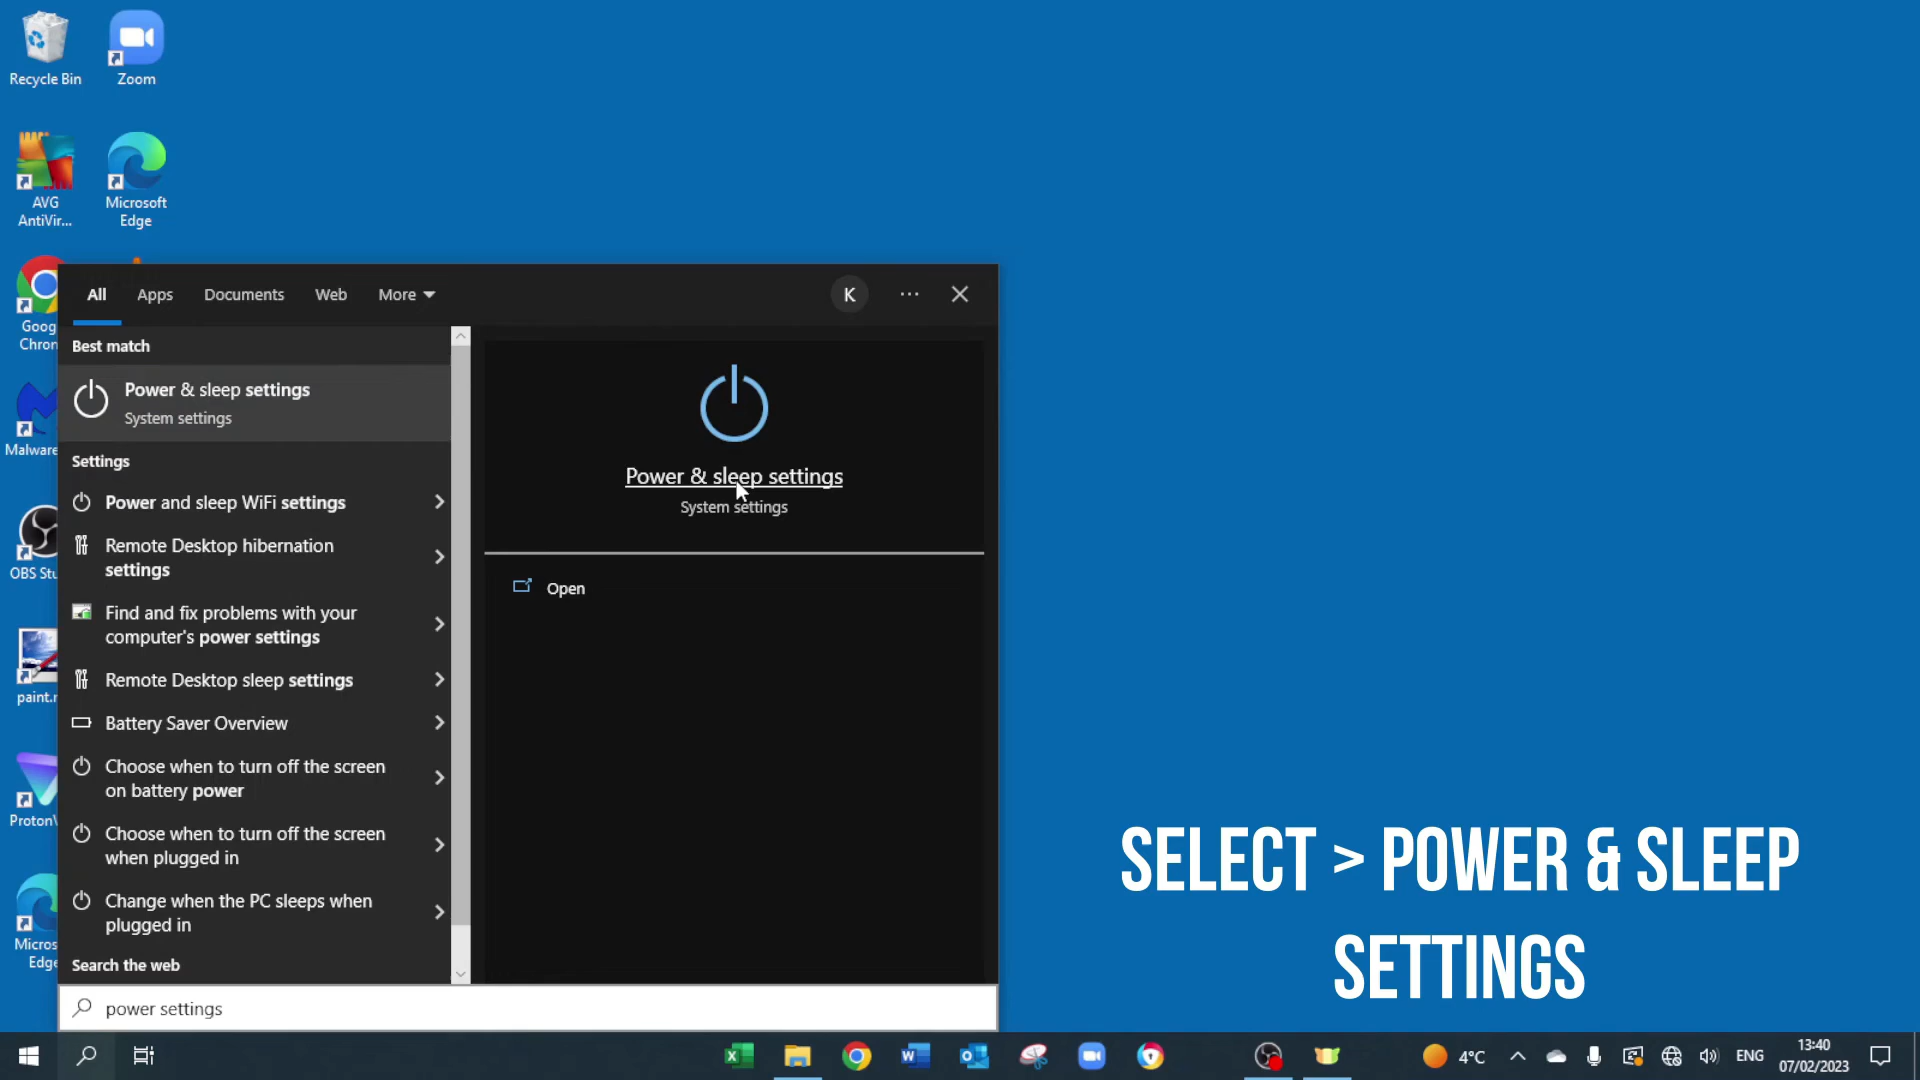 Recycle Bin
Zoom
AVG
AntiVir...
Microsoft
Edge
Goog
Chron
Malware
OBS Stu
paint.n
ProtonV
Micros
Edge
All
Apps
Documents
Web
More
K
Best match
Power & sleep settings
System settings
Settings
Power and sleep WiFi settings
Remote Desktop hibernation
settings
Find and fix problems with your
computer's power settings
Remote Desktop sleep settings
Battery Saver Overview
Choose when to turn off the screen
on battery power
Choose when to turn off the screen
when plugged in
Change when the PC sleeps when
plugged in
Search the web
power settings
Power & sleep settings
System settings
Open
SELECT > POWER & SLEEP
SETTINGS
4°C
ENG
13:40
07/02/2023